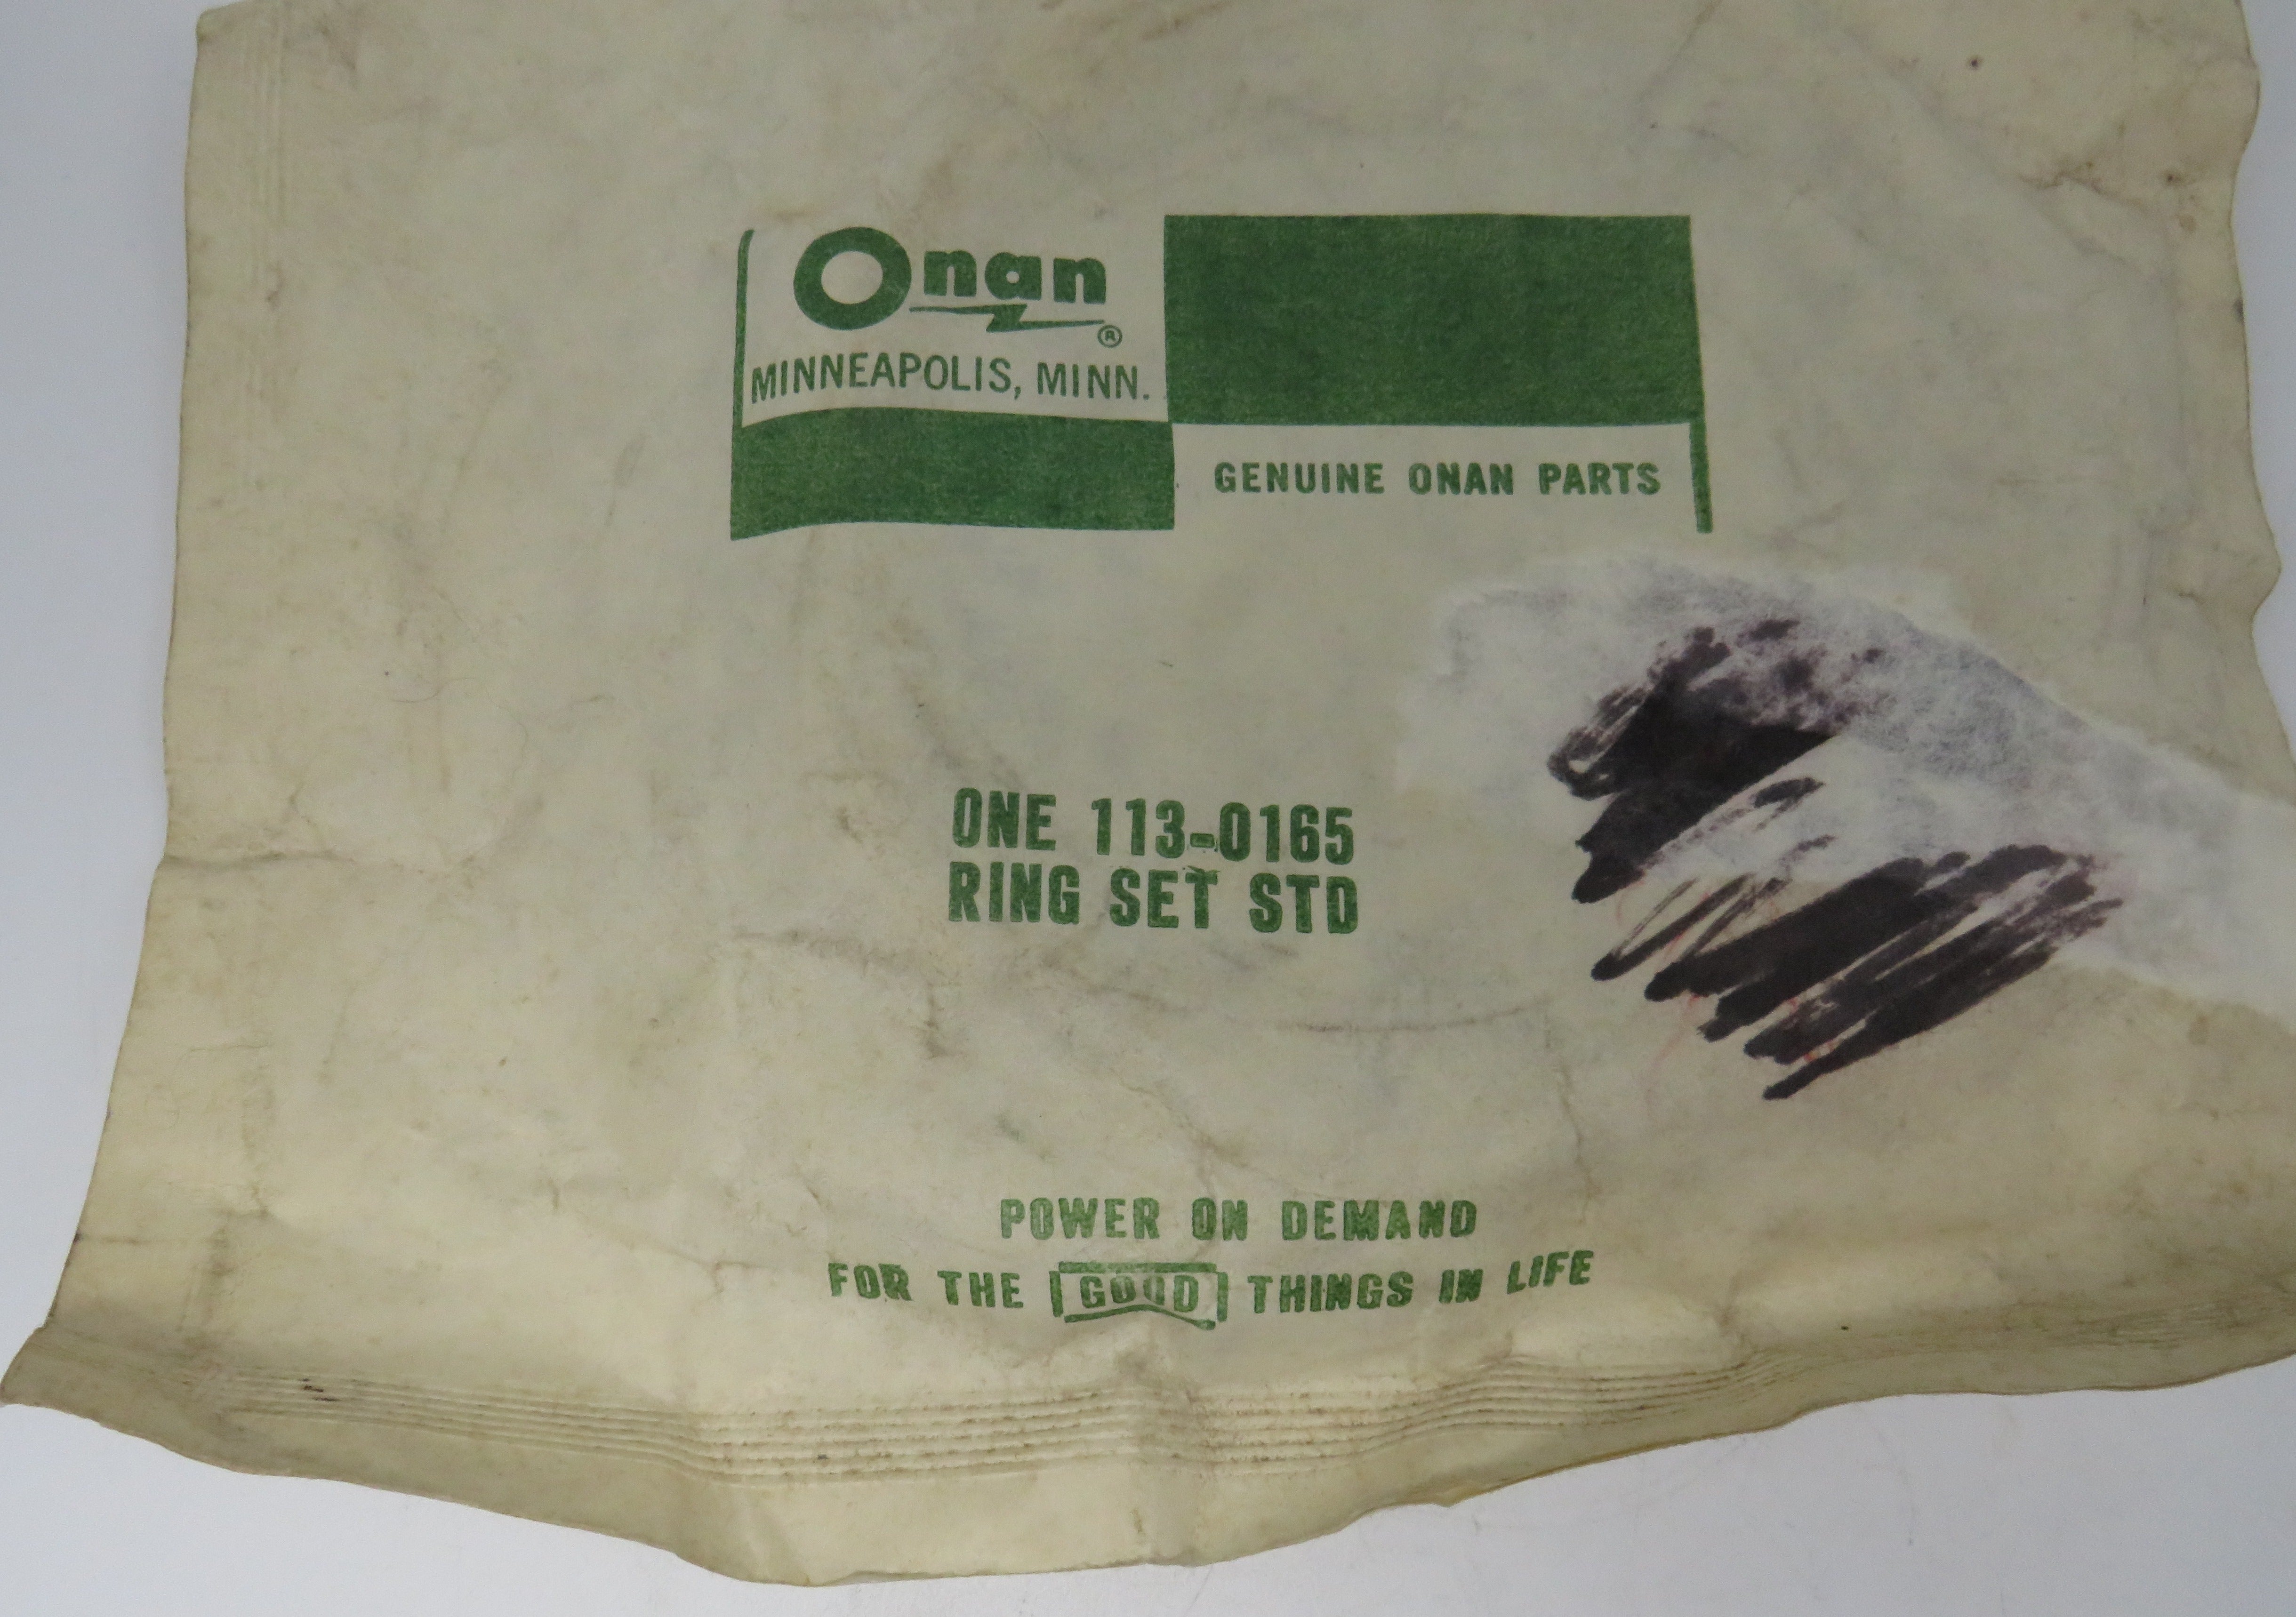 Onan®
MINNEAPOLIS, MINN.
GENUINE ONAN PARTS
ONE 113-0165
RING SET STD
POWER ON DEMAND
FOR THE GOOD THINGS IN LIFE